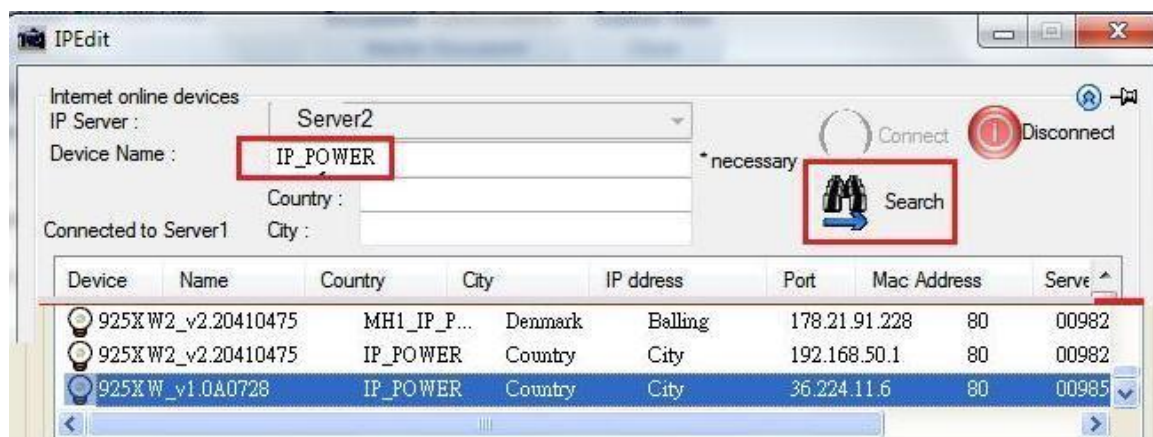 IPEdit
Internet online devices
IP Server : Server2
Connect Disconnect
Device Name : IP_POWER * necessary
Search
Country :
Connected to Server1 City :
Device Name Country City IP ddress Port Mac Address Serve
925XW2_v2.20410475 MH1_IP_P... Denmark Balling 178.21.91.228 80 00982
925XW2_v2.20410475 IP_POWER Country City 192.168.50.1 80 00982
925XW_v1.0A0728 IP_POWER Country City 36.224.11.6 80 00985